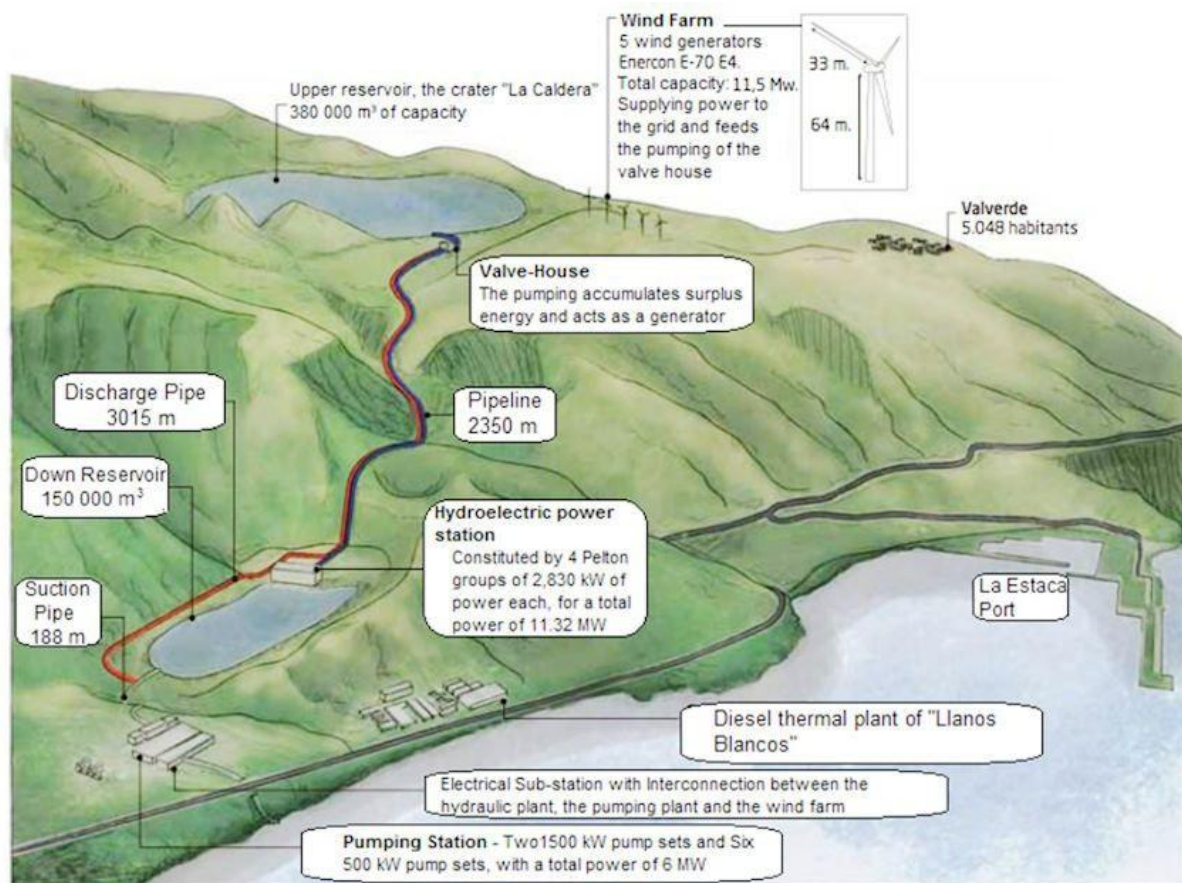 Wind Farm
5 wind generators
Enercon E-70 E4.
Total capacity: 11,5 Mw.
Supplying power to
the grid and feeds
the pumping of the
valve house
33 m.
64 m.
Upper reservoir, the crater "La Caldera"
380 000 m³ of capacity
Valverde
5.048 habitants
Valve-House
The pumping accumulates surplus
energy and acts as a generator
Discharge Pipe
3015 m
Pipeline
2350 m
Down Reservoir
150 000 m³
Hydroelectric power
station
Constituted by 4 Pelton
groups of 2,830 kW of
power each, for a total
power of 11.32 MW
Suction
Pipe
188 m
La Estaca
Port
Diesel thermal plant of "Llanos
Blancos"
Electrical Sub-station with Interconnection between the
hydraulic plant, the pumping plant and the wind farm
Pumping Station - Two1500 kW pump sets and Six
500 kW pump sets, with a total power of 6 MW